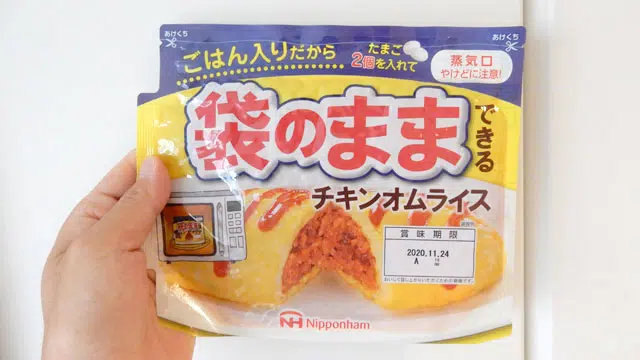 あけくち
あけくち
ごはん入りだから
たまご
2個を入れて
蒸気口
やけどに注意!
袋のまま
できる
チキンオムライス
賞味期限
2020.11.24
A
NH Nipponham